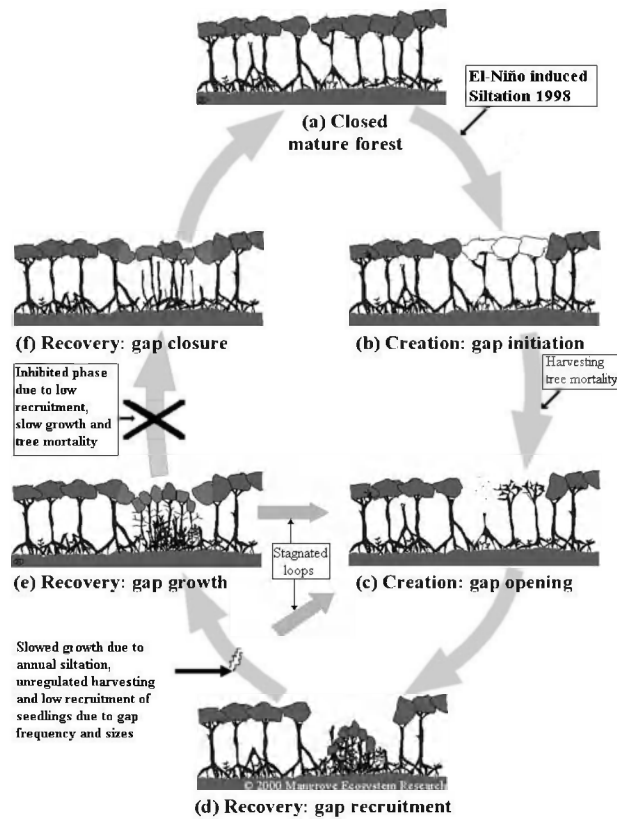 El-Niño induced
Siltation 1998
(a) Closed
mature forest
(f) Recovery: gap closure
(b) Creation: gap initiation
Inhibited phase
due to low
recruitment,
slow growth and
tree mortality
Harvesting
tree mortality
(e) Recovery: gap growth
Stagnated
loops
(c) Creation: gap opening
Slowed growth due to
annual siltation,
unregulated harvesting
and low recruitment of
seedlings due to gap
frequency and sizes
© 2000 Mangrove Ecosystem Research
(d) Recovery: gap recruitment